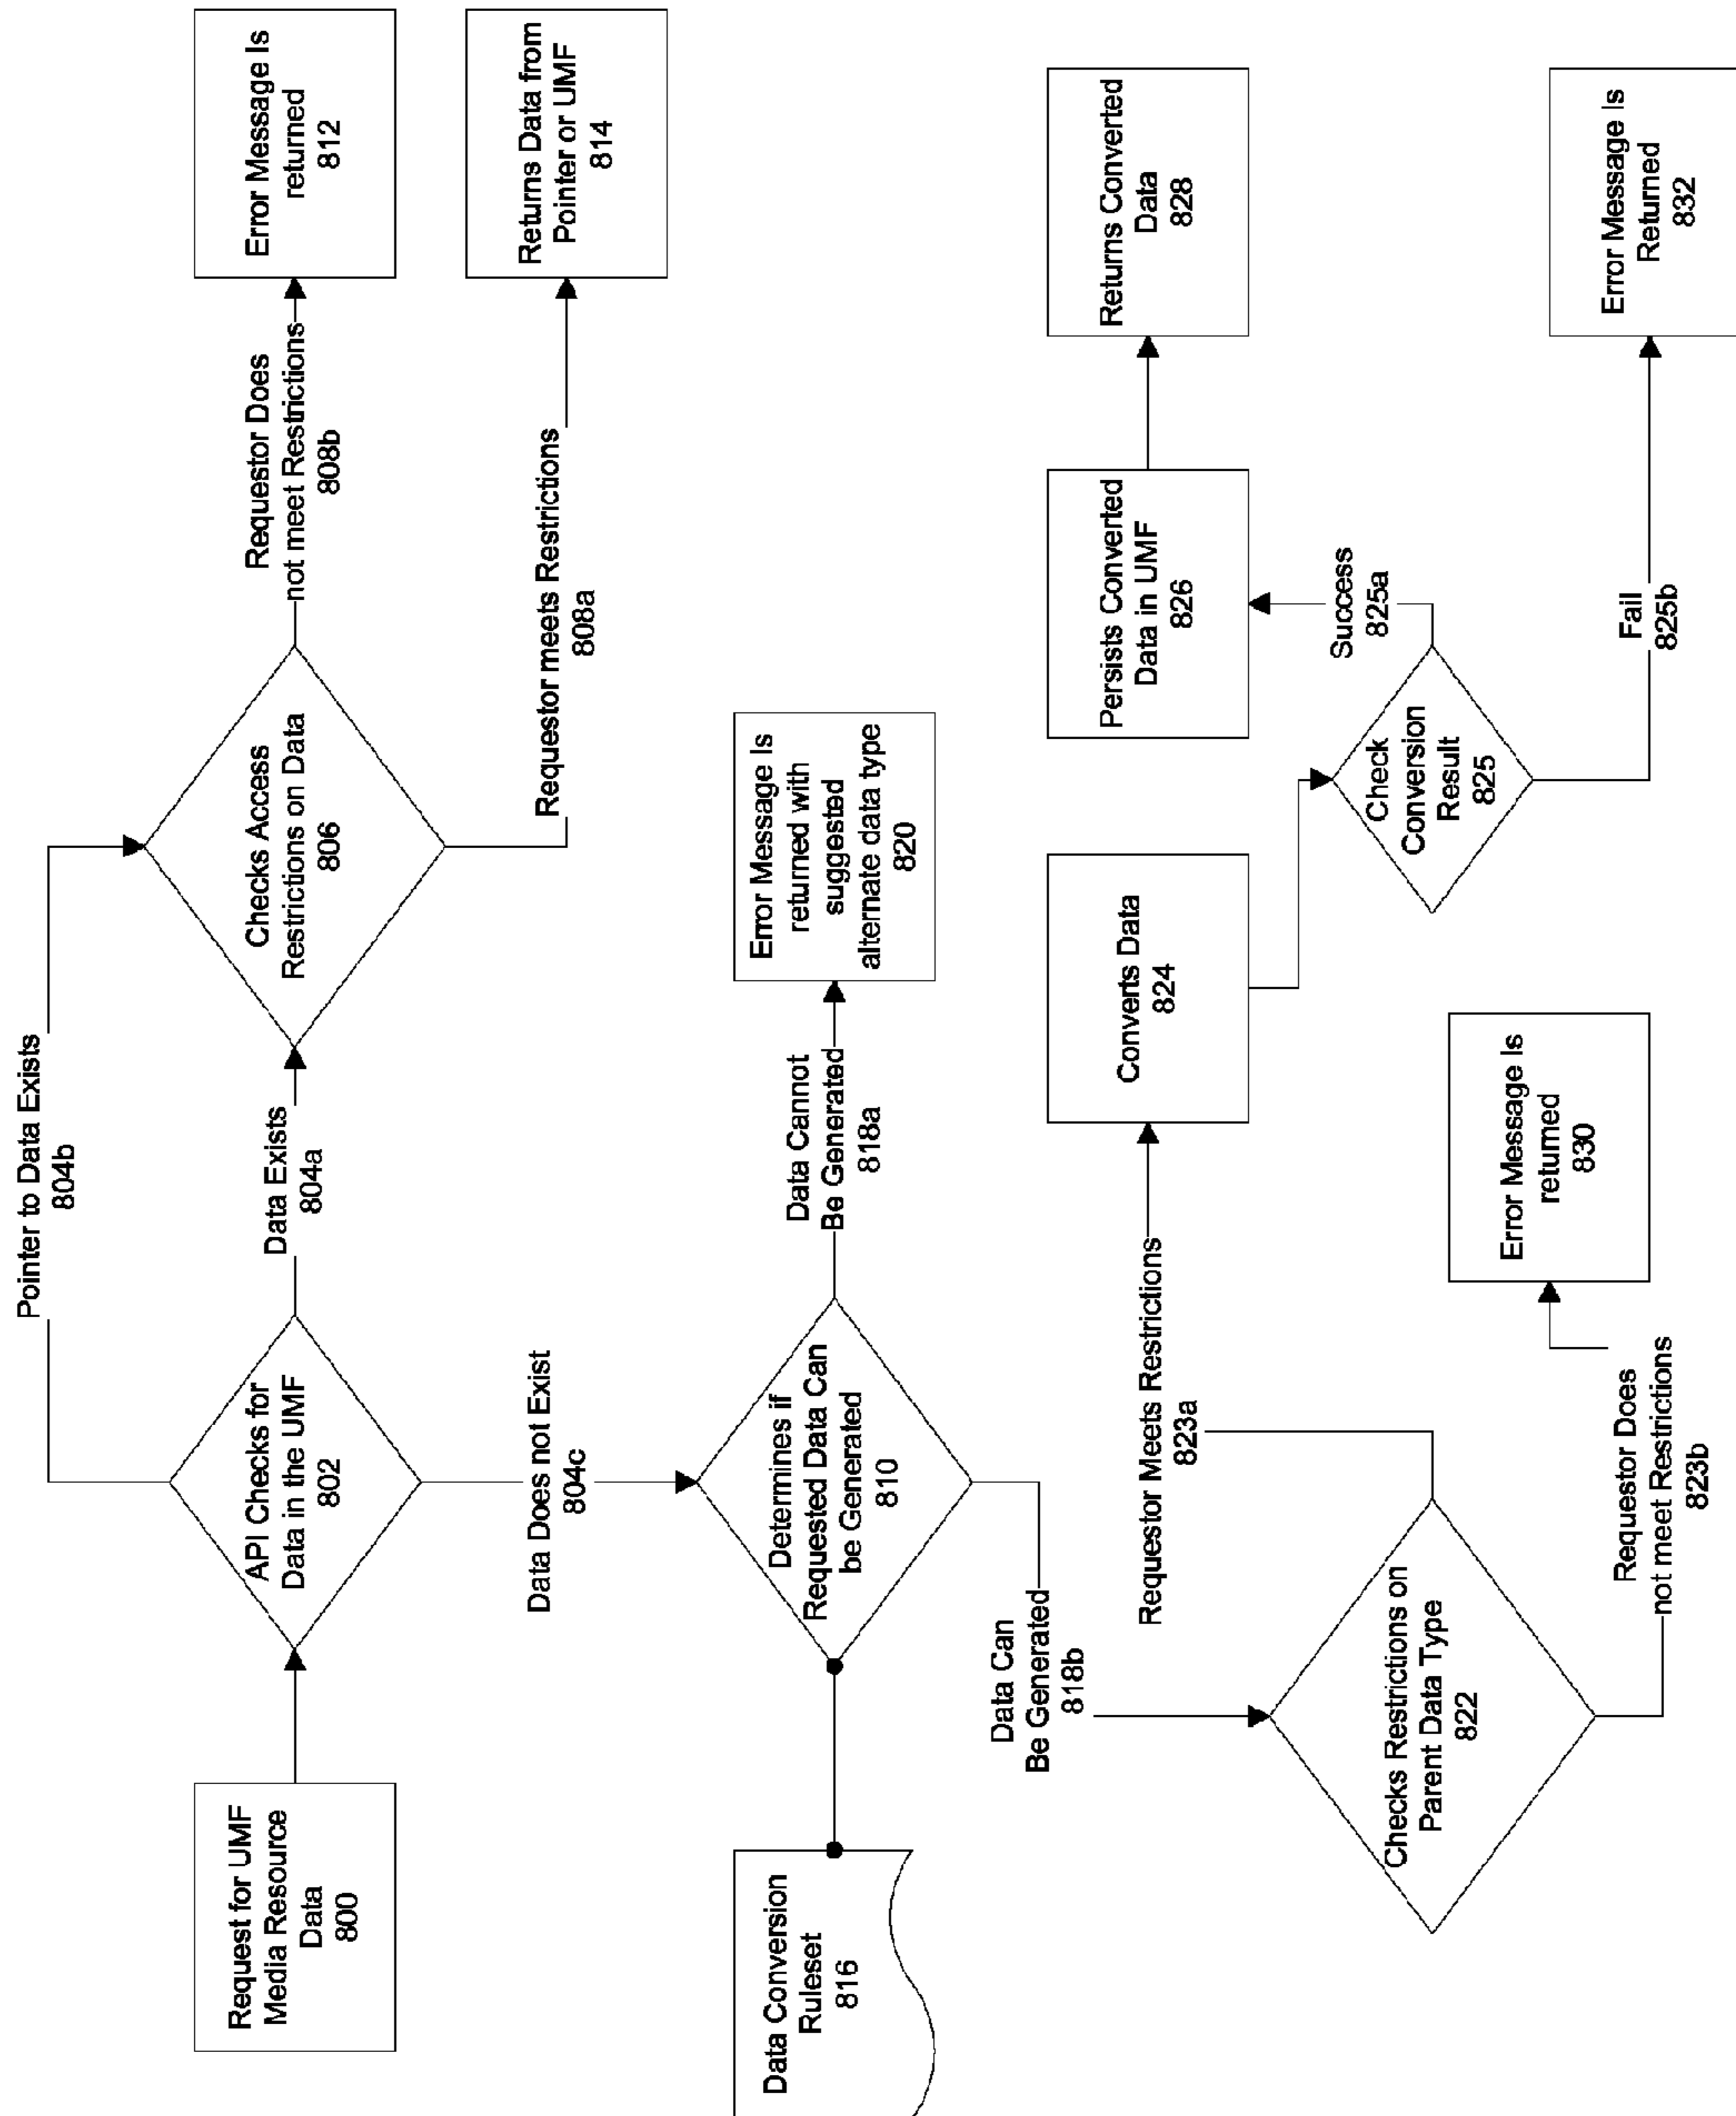 Pointer to Data Exists
804b
Request for UMF
Media Resource
Data
800
API Checks for
Data in the UMF
802
Data Exists
804a
Checks Access
Restrictions on Data
806
Requestor Does
not meet Restrictions
808b
Error Message Is
returned
812
Requestor meets Restrictions
808a
Returns Data from
Pointer or UMF
814
Data Does not Exist
804c
Data Conversion
Ruleset
816
Determines if
Requested Data Can
be Generated
810
Data Cannot
Be Generated
818a
Error Message Is
returned with
suggested
alternate data type
820
Data Can
Be Generated
818b
Requestor Meets Restrictions
823a
Converts Data
824
Persists Converted
Data in UMF
826
Returns Converted
Data
828
Checks Restrictions on
Parent Data Type
822
Success
825a
Check
Conversion
Result
825
Error Message Is
returned
830
Requestor Does
not meet Restrictions
823b
Fail
825b
Error Message Is
Returned
832